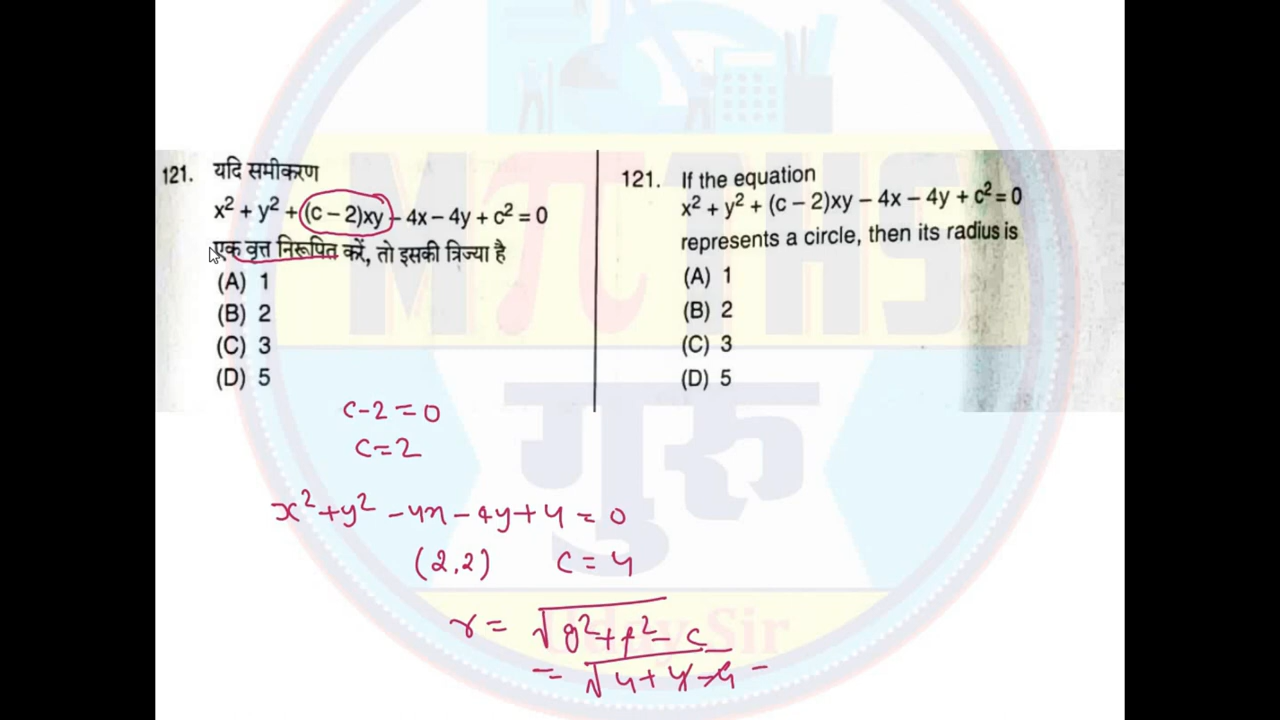 121. यदि समीकरण
x² + y² + (c – 2)xy – 4x – 4y + c² = 0
एक वृत्त निरूपित करें, तो इसकी त्रिज्या है
(A) 1
(B) 2
(C) 3
(D) 5
121. If the equation
x² + y² + (c – 2)xy – 4x – 4y + c² = 0
represents a circle, then its radius is
(A) 1
(B) 2
(C) 3
(D) 5
MπTHS
गुरु
Uday Sir
c-2 = 0
c = 2
x² + y² - 4x - 4y + 4 = 0
(2,2) c = 4
r = √g² + f² - c
= √4 + 4 - 4 =